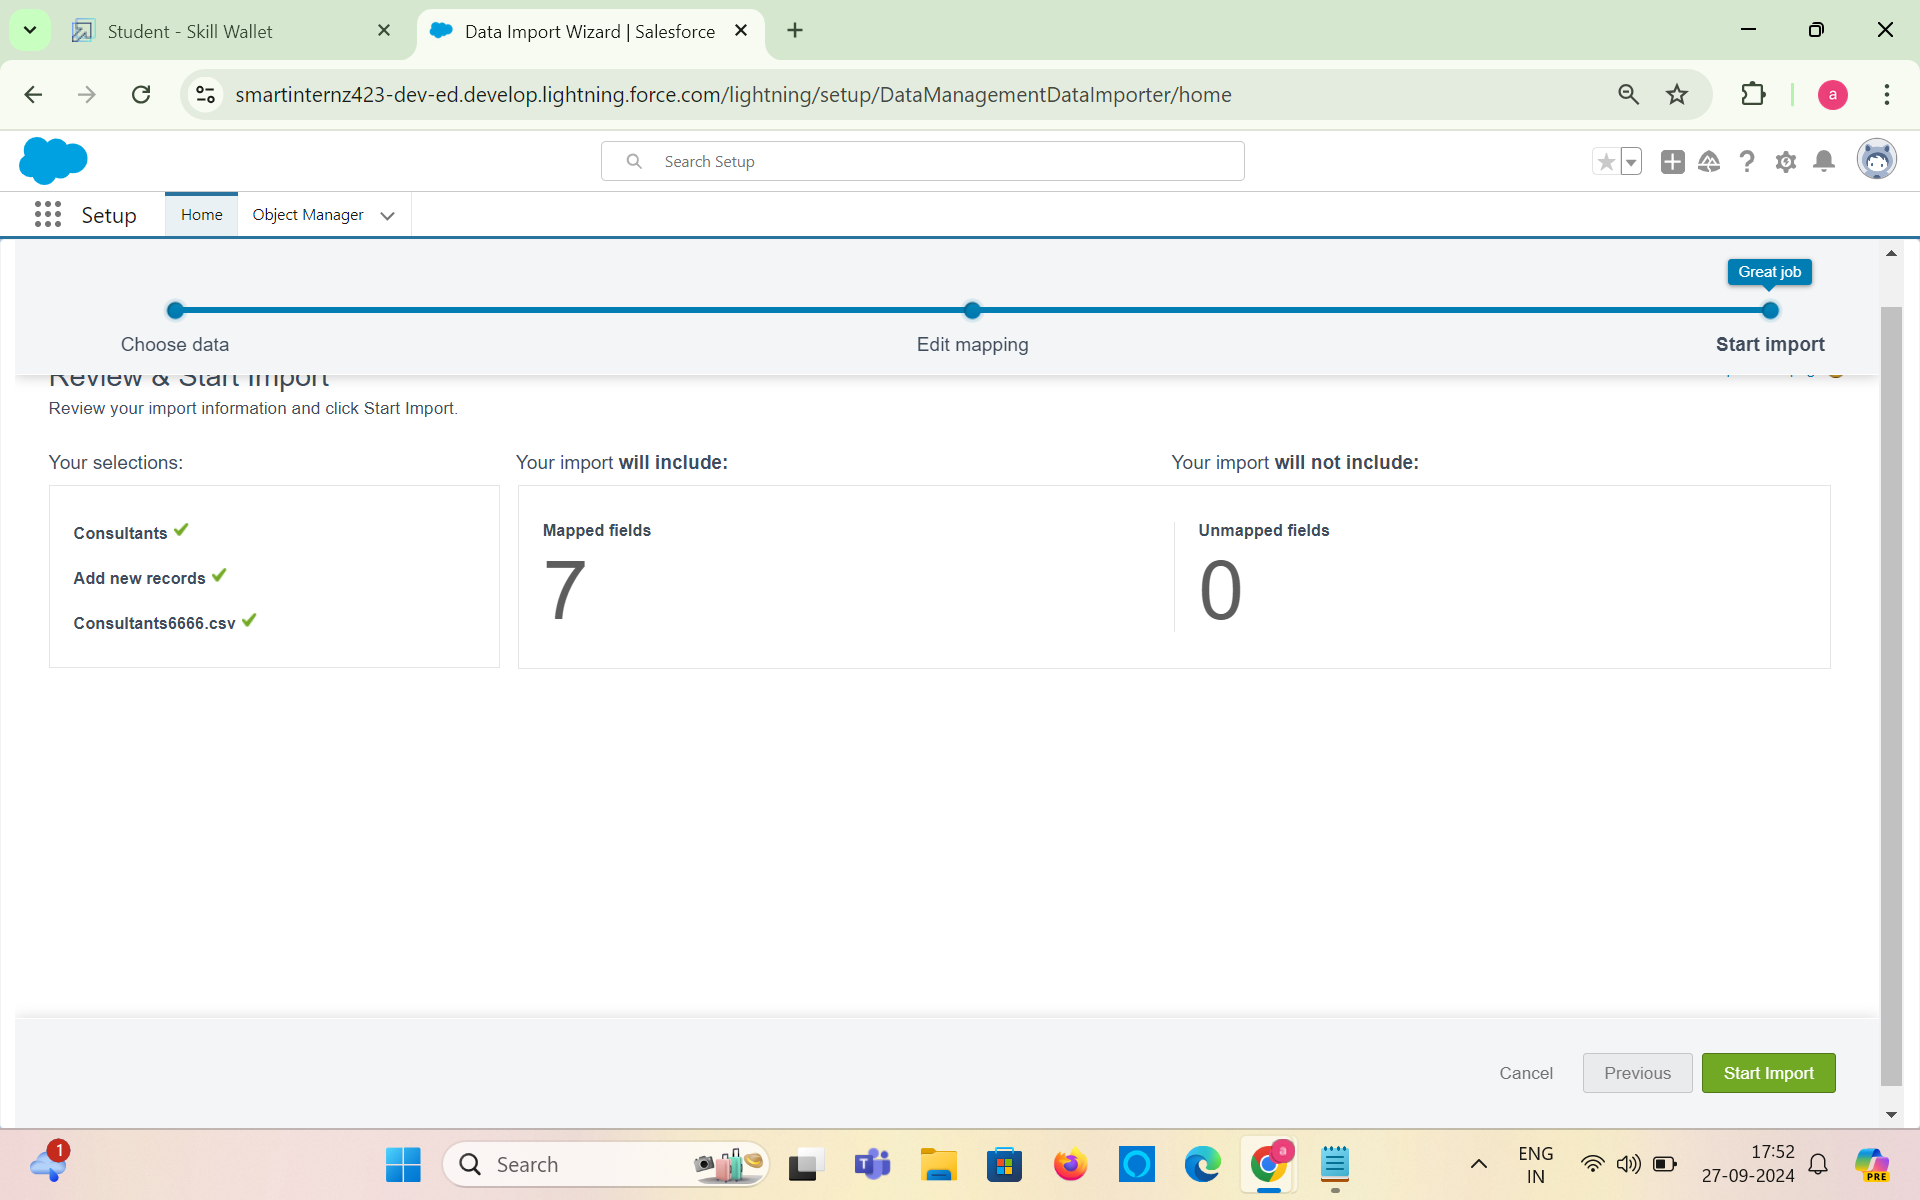 Student - Skill Wallet
Data Import Wizard | Salesforce
smartinternz423-dev-ed.develop.lightning.force.com/lightning/setup/DataManagementDataImporter/home
a
Search Setup
Setup
Home
Object Manager
Great job
Choose data
Edit mapping
Start import
Review & Start Import
Review your import information and click Start Import.
Your selections:
Your import will include:
Your import will not include:
Consultants
Add new records
Consultants6666.csv
Mapped fields
7
Unmapped fields
0
Cancel
Previous
Start Import
1
Search
a
ENG
IN
17:52
27-09-2024
PRE